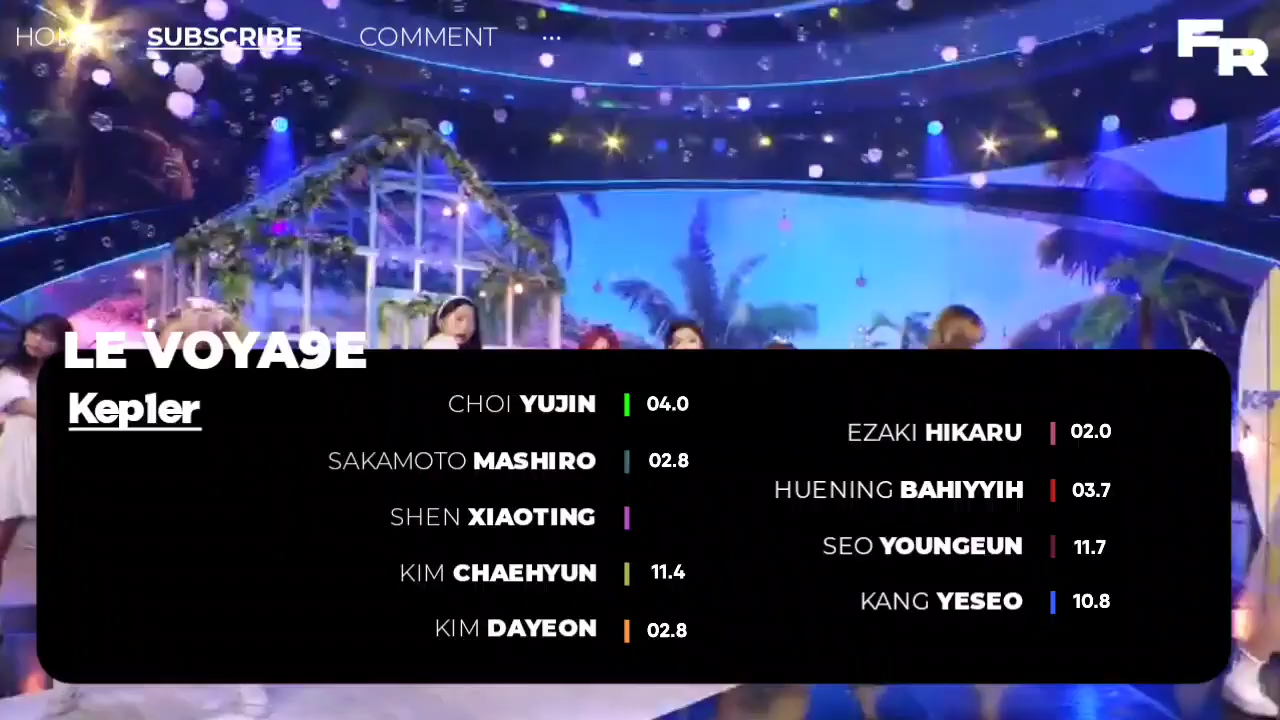 HOME SUBSCRIBE COMMENT ...
FR
LE VOYA9E
Kep1er
CHOI YUJIN 04.0
SAKAMOTO MASHIRO 02.8
SHEN XIAOTING
KIM CHAEHYUN 11.4
KIM DAYEON 02.8
EZAKI HIKARU 02.0
HUENING BAHIYYIH 03.7
SEO YOUNGEUN 11.7
KANG YESEO 10.8